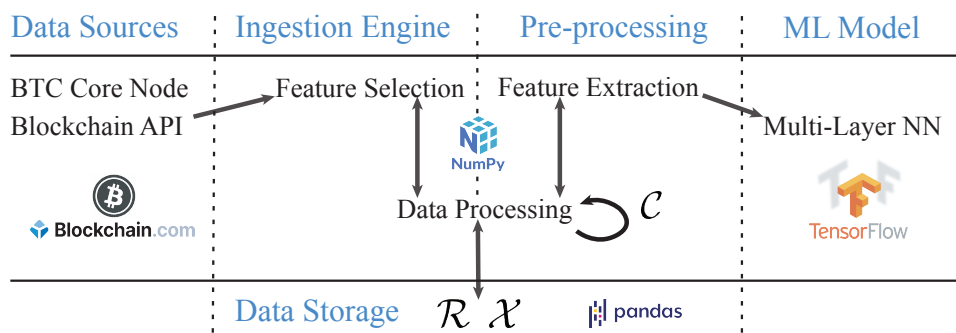 Data Sources Ingestion Engine Pre-processing ML Model
BTC Core Node Feature Selection Feature Extraction
Blockchain API Multi-Layer NN
NumPy
Data Processing 𝒞
Blockchain.com TensorFlow
Data Storage ℛ 𝒳 pandas